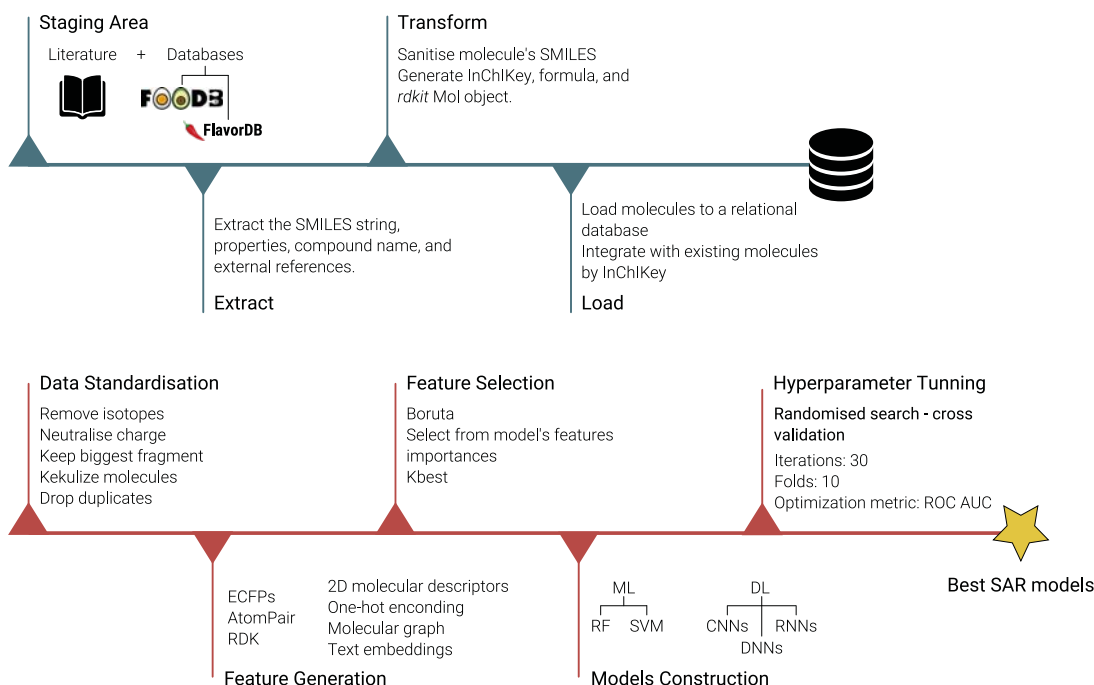 Staging Area
Literature + Databases
FOODB
FlavorDB
Extract the SMILES string,
properties, compound name, and
external references.
Extract
Transform
Sanitise molecule's SMILES
Generate InChIKey, formula, and
rdkit Mol object.
Load molecules to a relational
database
Integrate with existing molecules
by InChIKey
Load
Data Standardisation
Remove isotopes
Neutralise charge
Keep biggest fragment
Kekulize molecules
Drop duplicates
ECFPs
AtomPair
RDK
2D molecular descriptors
One-hot enconding
Molecular graph
Text embeddings
Feature Generation
Feature Selection
Boruta
Select from model's features
importances
Kbest
ML
RF SVM
DL
CNNs RNNs
DNNs
Models Construction
Hyperparameter Tunning
Randomised search - cross
validation
Iterations: 30
Folds: 10
Optimization metric: ROC AUC
Best SAR models